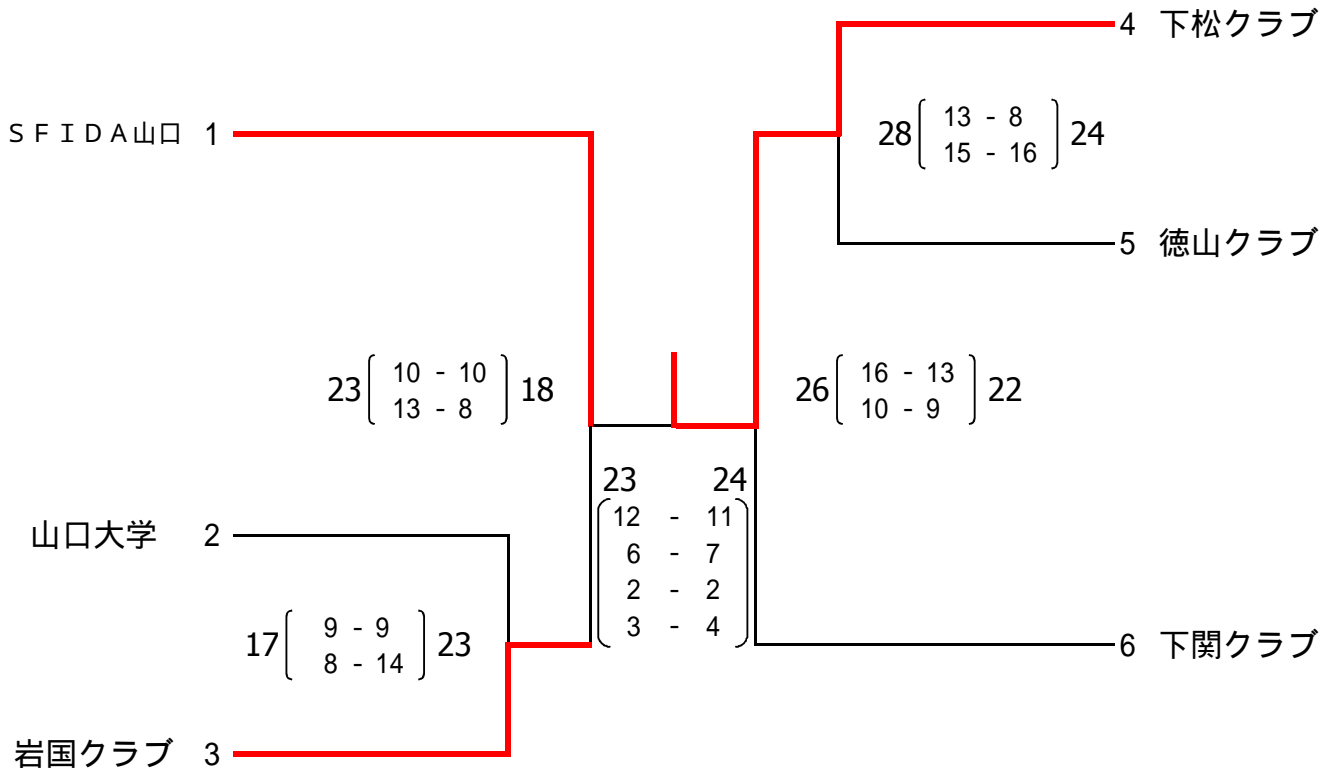 4 下松クラブ
ＳＦＩＤＡ山口 1
28 13 - 8 24
15 - 16
5 徳山クラブ
23 10 - 10 18
13 - 8
26 16 - 13 22
10 - 9
23 24
12 - 11
6 - 7
2 - 2
3 - 4
山口大学 2
17 9 - 9 23
8 - 14
6 下関クラブ
岩国クラブ 3